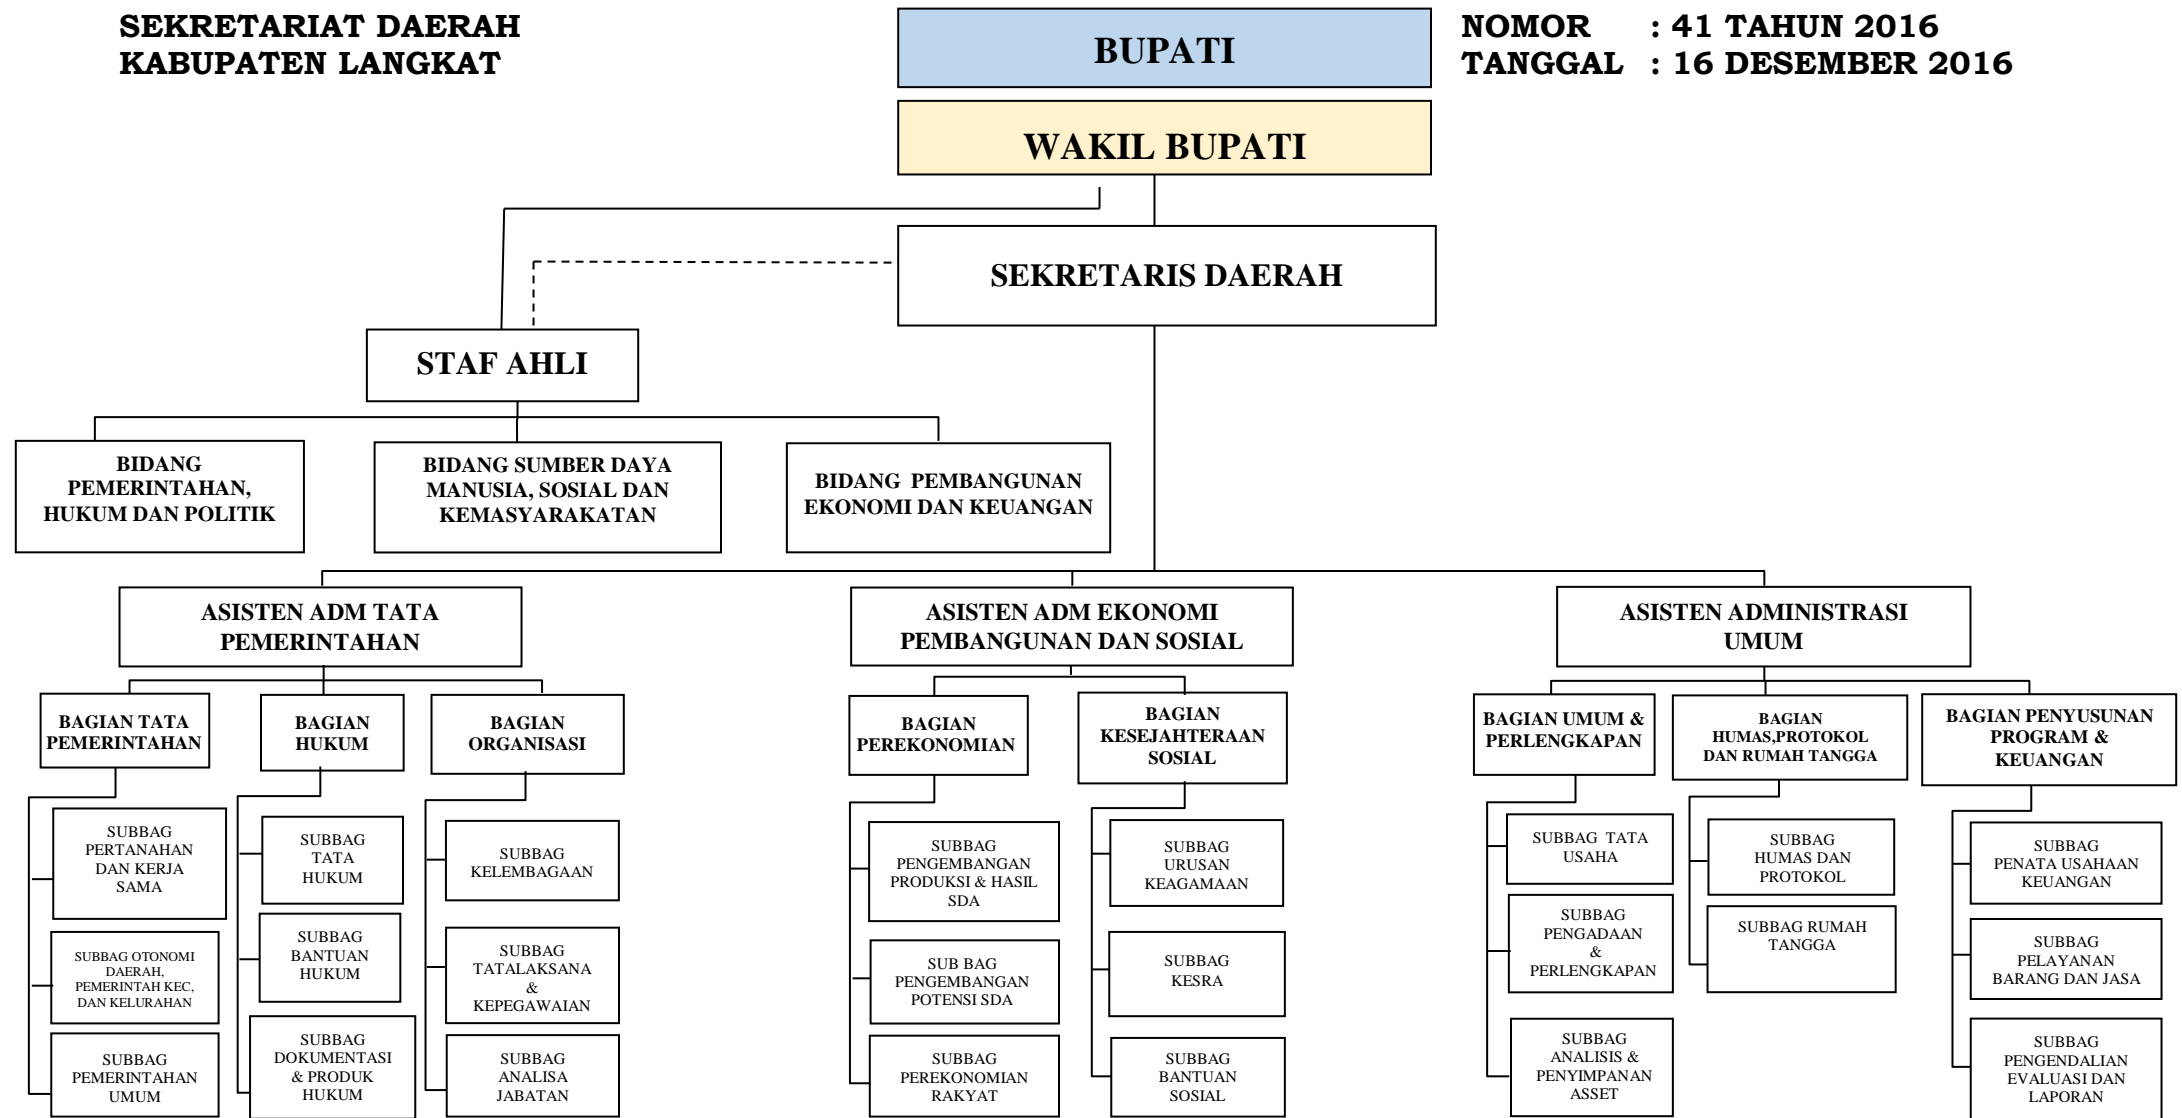 SEKRETARIAT DAERAH
KABUPATEN LANGKAT
BUPATI
NOMOR : 41 TAHUN 2016
TANGGAL : 16 DESEMBER 2016
WAKIL BUPATI
SEKRETARIS DAERAH
STAF AHLI
BIDANG
PEMERINTAHAN,
HUKUM DAN POLITIK
BIDANG SUMBER DAYA
MANUSIA, SOSIAL DAN
KEMASYARAKATAN
BIDANG PEMBANGUNAN
EKONOMI DAN KEUANGAN
ASISTEN ADM TATA
PEMERINTAHAN
ASISTEN ADM EKONOMI
PEMBANGUNAN DAN SOSIAL
ASISTEN ADMINISTRASI
UMUM
BAGIAN TATA
PEMERINTAHAN
BAGIAN
HUKUM
BAGIAN
ORGANISASI
BAGIAN
PEREKONOMIAN
BAGIAN
KESEJAHTERAAN
SOSIAL
BAGIAN UMUM &
PERLENGKAPAN
BAGIAN
HUMAS,PROTOKOL
DAN RUMAH TANGGA
BAGIAN PENYUSUNAN
PROGRAM &
KEUANGAN
SUBBAG
PERTANAHAN
DAN KERJA
SAMA
SUBBAG
TATA
HUKUM
SUBBAG
KELEMBAGAAN
SUBBAG
PENGEMBANGAN
PRODUKSI & HASIL
SDA
SUBBAG
URUSAN
KEAGAMAAN
SUBBAG TATA
USAHA
SUBBAG
HUMAS DAN
PROTOKOL
SUBBAG
PENATA USAHAAN
KEUANGAN
SUBBAG OTONOMI
DAERAH,
PEMERINTAH KEC,
DAN KELURAHAN
SUBBAG
BANTUAN
HUKUM
SUBBAG
TATALAKSANA
&
KEPEGAWAIAN
SUB BAG
PENGEMBANGAN
POTENSI SDA
SUBBAG
KESRA
SUBBAG
PENGADAAN
&
PERLENGKAPAN
SUBBAG RUMAH
TANGGA
SUBBAG
PELAYANAN
BARANG DAN JASA
SUBBAG
PEMERINTAHAN
UMUM
SUBBAG
DOKUMENTASI
& PRODUK
HUKUM
SUBBAG
ANALISA
JABATAN
SUBBAG
PEREKONOMIAN
RAKYAT
SUBBAG
BANTUAN
SOSIAL
SUBBAG
ANALISIS &
PENYIMPANAN
ASSET
SUBBAG
PENGENDALIAN
EVALUASI DAN
LAPORAN